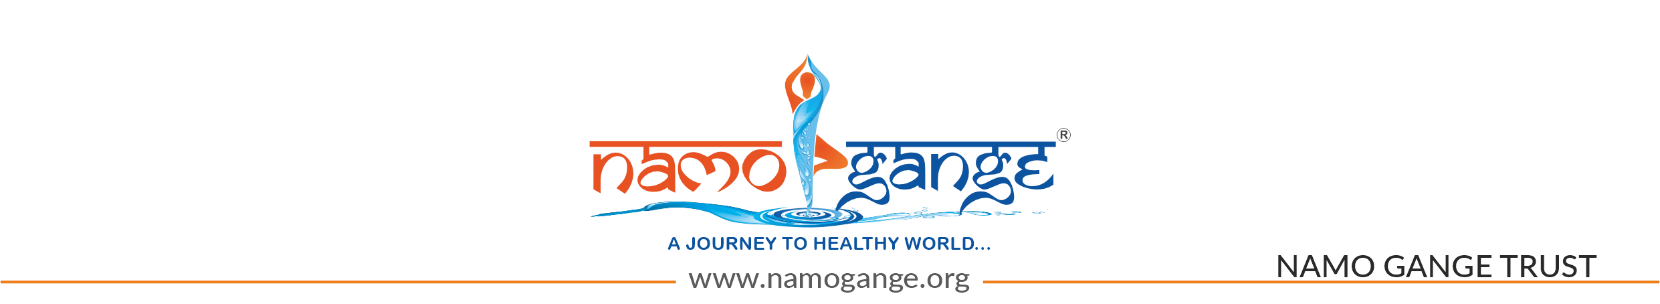 namo gange ®
A JOURNEY TO HEALTHY WORLD...
www.namogange.org
NAMO GANGE TRUST